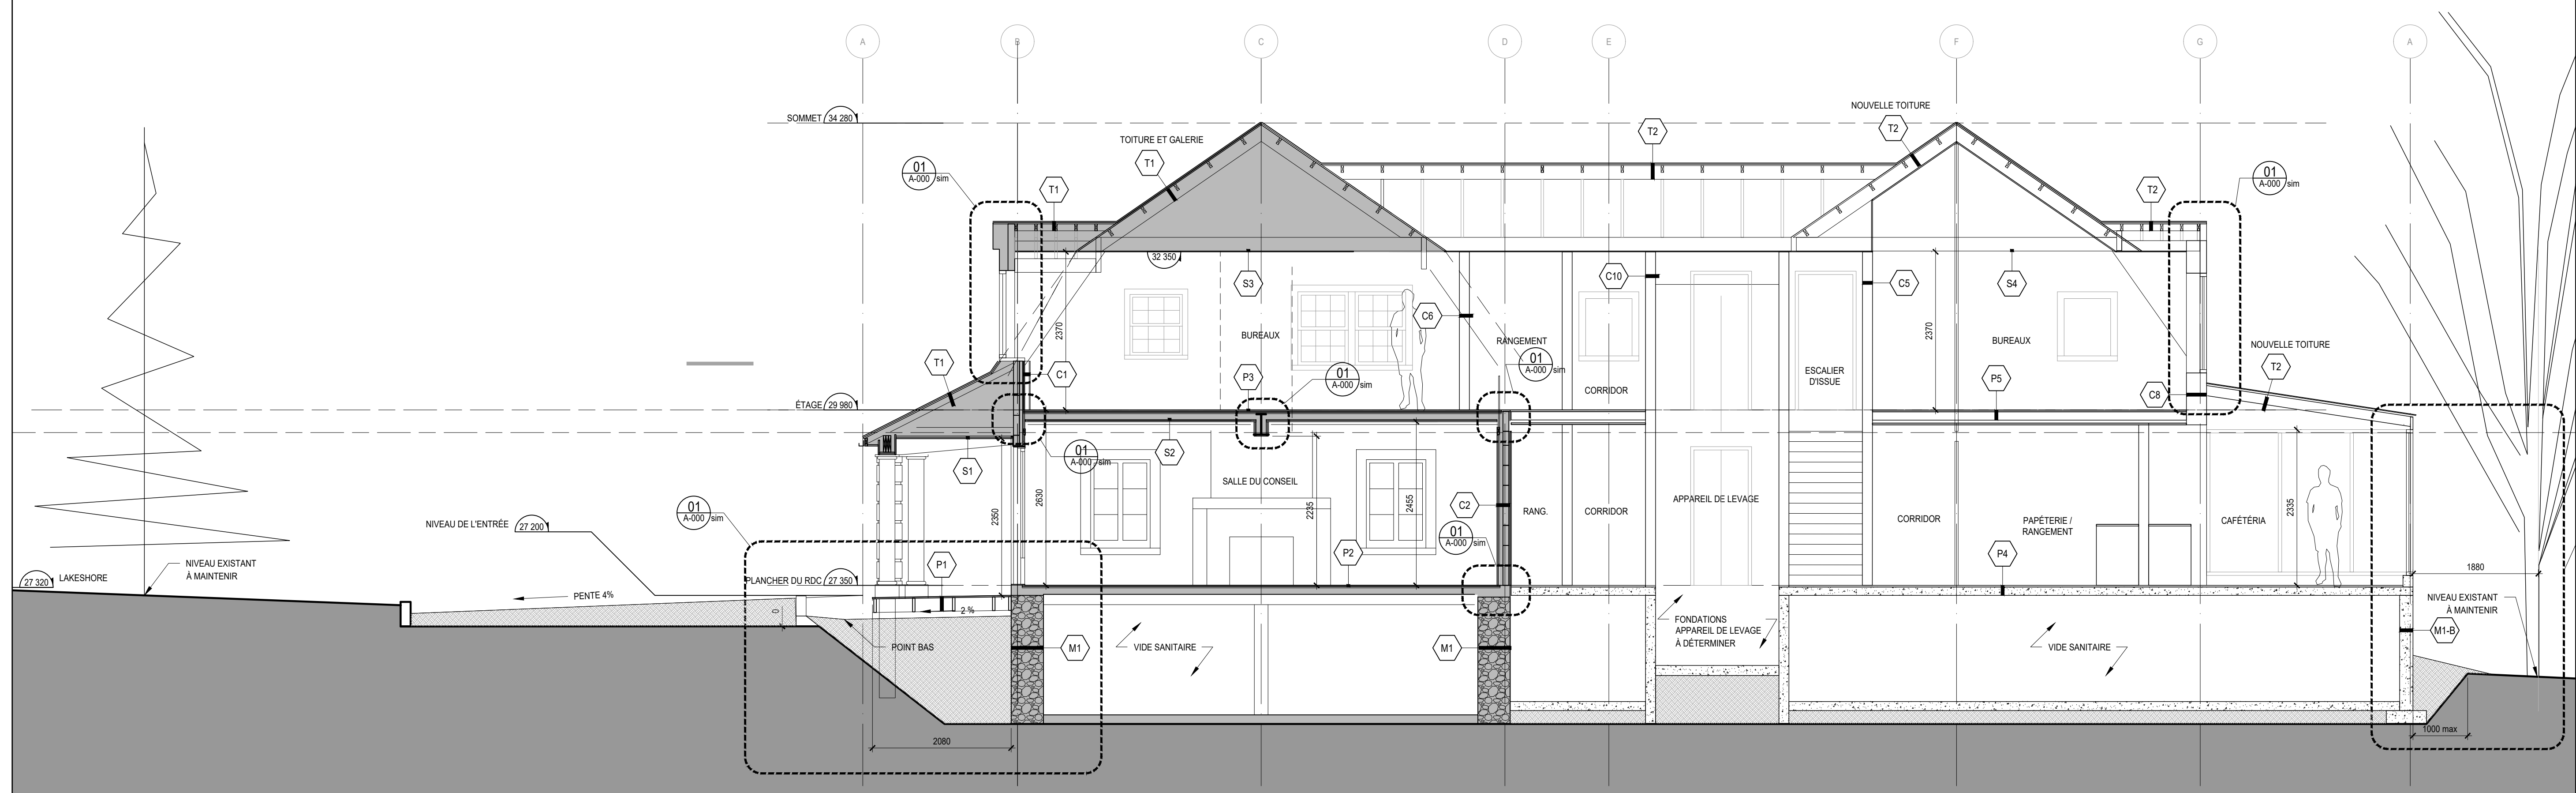 A
B
C
D
E
F
G
A
SOMMET 34 280
TOITURE ET GALERIE
NOUVELLE TOITURE
T1
T2
T2
01
A-000 sim
T1
T2
01
A-000 sim
32 350
S3
C10
C5
S4
2370
BUREAUX
C6
RANGEMENT
2370
BUREAUX
NOUVELLE TOITURE
T1
C1
P3
01
A-000 sim
01
A-000 sim
ESCALIER
D'ISSUE
P5
T2
CORRIDOR
C8
ÉTAGE 29 980
01
A-000 sim
S1
S2
SALLE DU CONSEIL
2630
2350
2235
2455
C2
RANG.
CORRIDOR
APPAREIL DE LEVAGE
CORRIDOR
PAPÉTERIE /
RANGEMENT
CAFÉTÉRIA
2335
01
A-000 sim
NIVEAU DE L'ENTRÉE 27 200
01
A-000 sim
P1
P2
P4
NIVEAU EXISTANT
À MAINTENIR
27 320 LAKESHORE
PLANCHER DU RDC 27 350
1880
PENTE 4%
0
2 %
NIVEAU EXISTANT
À MAINTENIR
FONDATIONS
APPAREIL DE LEVAGE
À DÉTERMINER
POINT BAS
M1
VIDE SANITAIRE
M1
VIDE SANITAIRE
M1-B
2080
1000 max